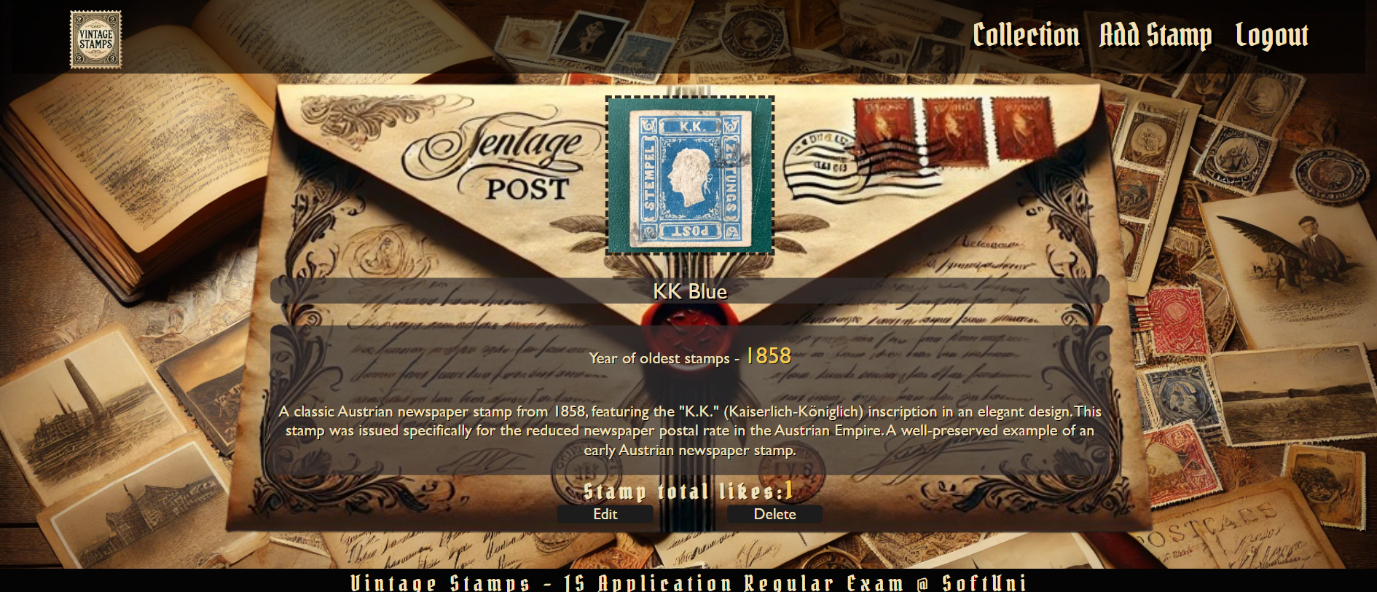 VINTAGE
STAMPS
Collection Add Stamp Logout
Sentage
POST
K.K.
STEMPEL
ZEITUNGS
POST
KK Blue
Year of oldest stamps - 1858
A classic Austrian newspaper stamp from 1858, featuring the "K.K." (Kaiserlich-Königlich) inscription in an elegant design. This
stamp was issued specifically for the reduced newspaper postal rate in the Austrian Empire. A well-preserved example of an
early Austrian newspaper stamp.
Stamp total likes:1
Edit Delete
Vintage Stamps - JS Application Regular Exam @ SoftUni